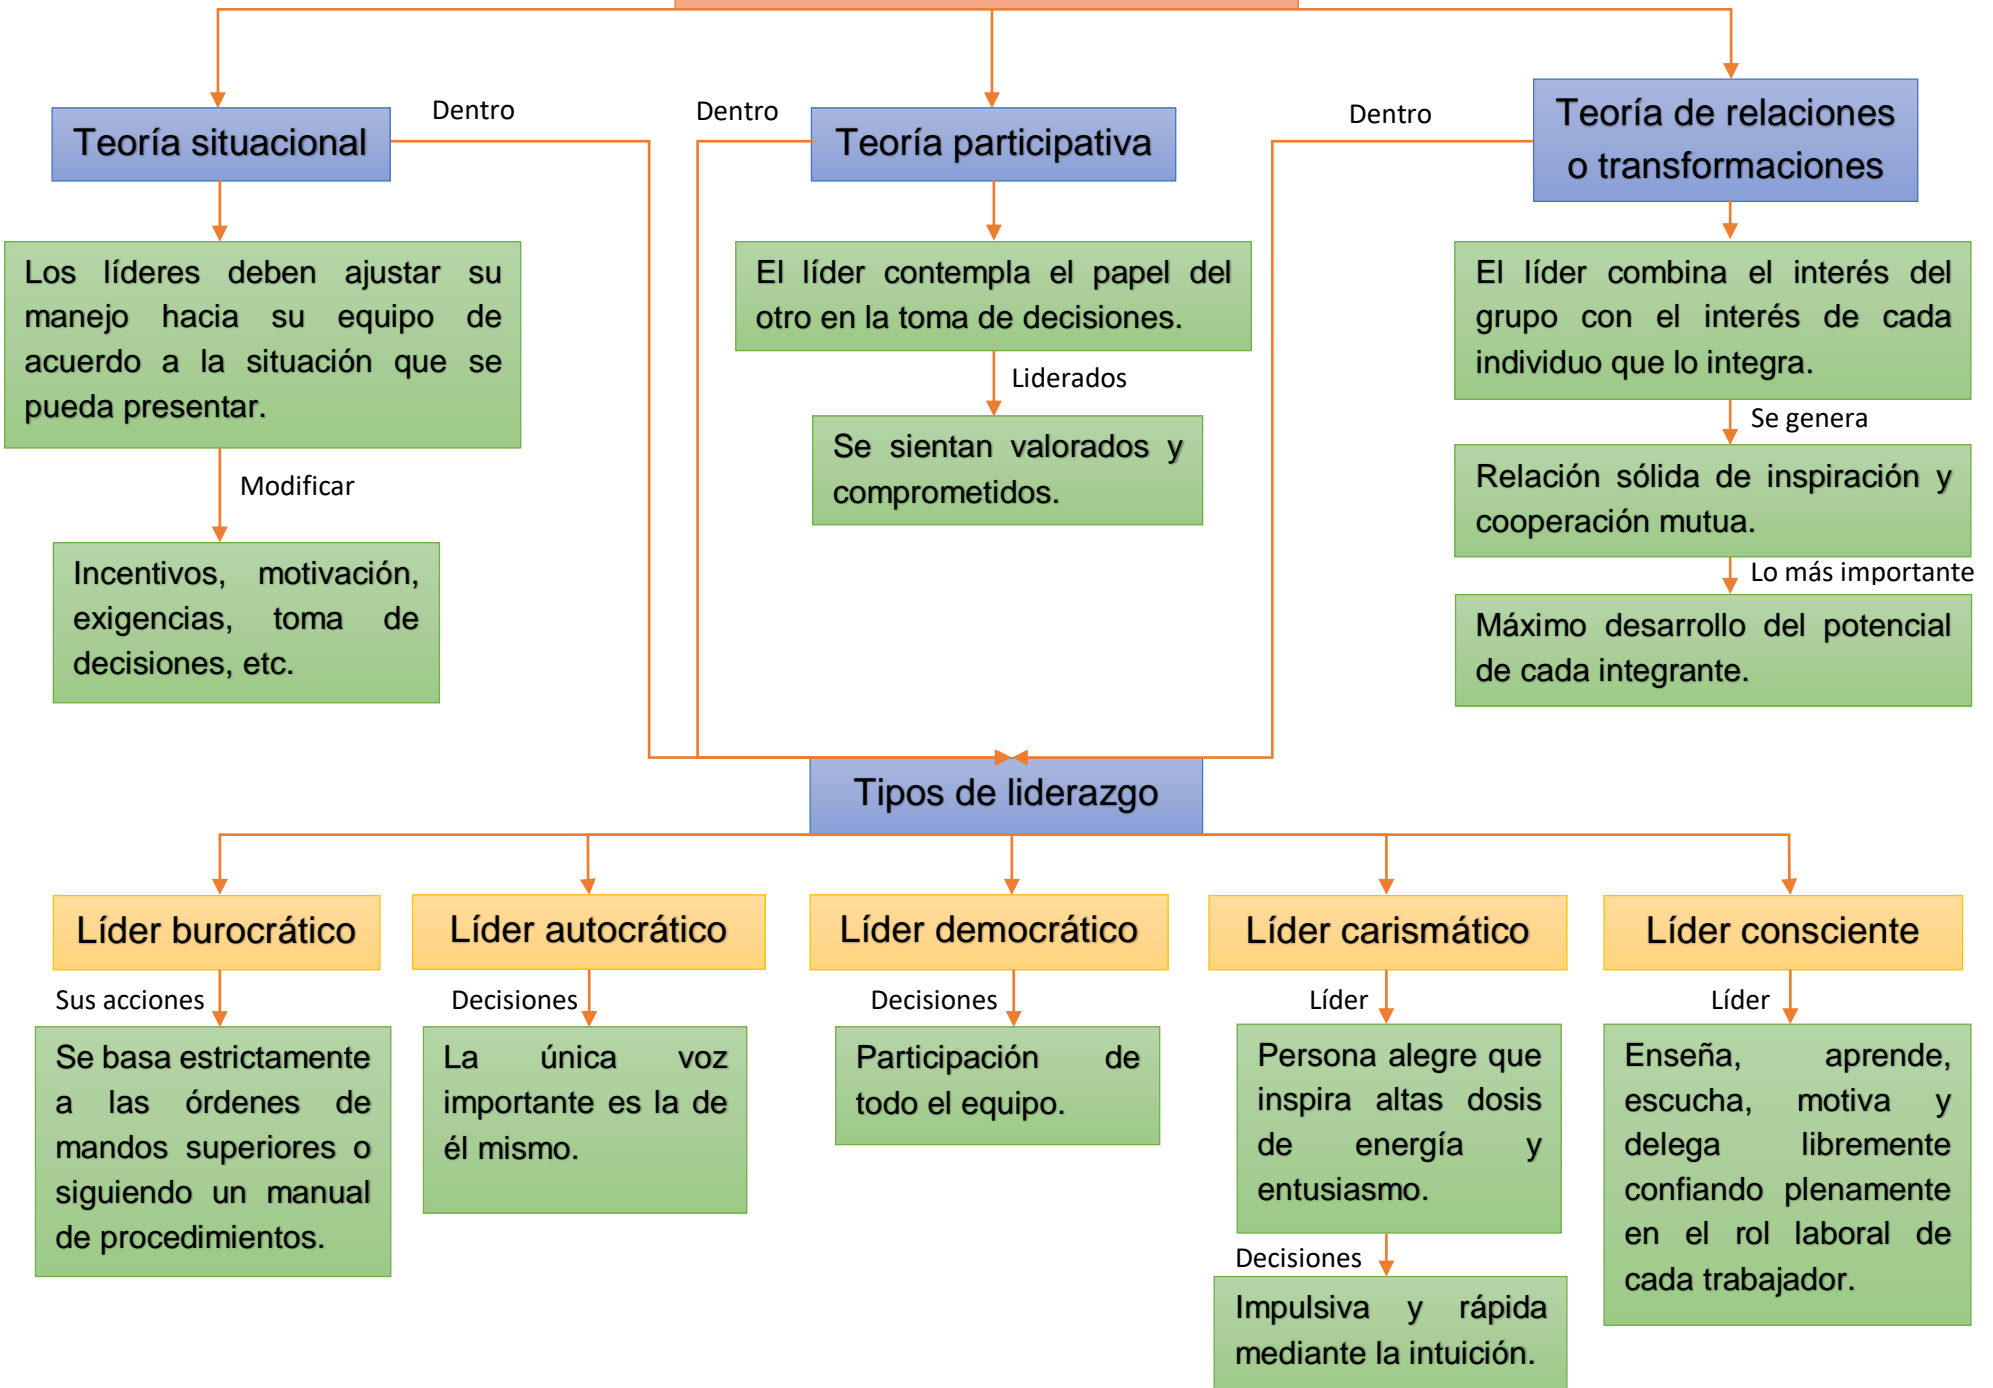 Teoría situacional
Dentro
Dentro
Teoría participativa
Dentro
Teoría de relaciones
o transformaciones
Los líderes deben ajustar su
manejo hacia su equipo de
acuerdo a la situación que se
pueda presentar.
Modificar
Incentivos, motivación,
exigencias, toma de
decisiones, etc.
El líder contempla el papel del
otro en la toma de decisiones.
Liderados
Se sientan valorados y
comprometidos.
El líder combina el interés del
grupo con el interés de cada
individuo que lo integra.
Se genera
Relación sólida de inspiración y
cooperación mutua.
Lo más importante
Máximo desarrollo del potencial
de cada integrante.
Tipos de liderazgo
Líder burocrático
Sus acciones
Se basa estrictamente
a las órdenes de
mandos superiores o
siguiendo un manual
de procedimientos.
Líder autocrático
Decisiones
La única voz
importante es la de
él mismo.
Líder democrático
Decisiones
Participación de
todo el equipo.
Líder carismático
Líder
Persona alegre que
inspira altas dosis
de energía y
entusiasmo.
Decisiones
Impulsiva y rápida
mediante la intuición.
Líder consciente
Líder
Enseña, aprende,
escucha, motiva y
delega libremente
confiando plenamente
en el rol laboral de
cada trabajador.